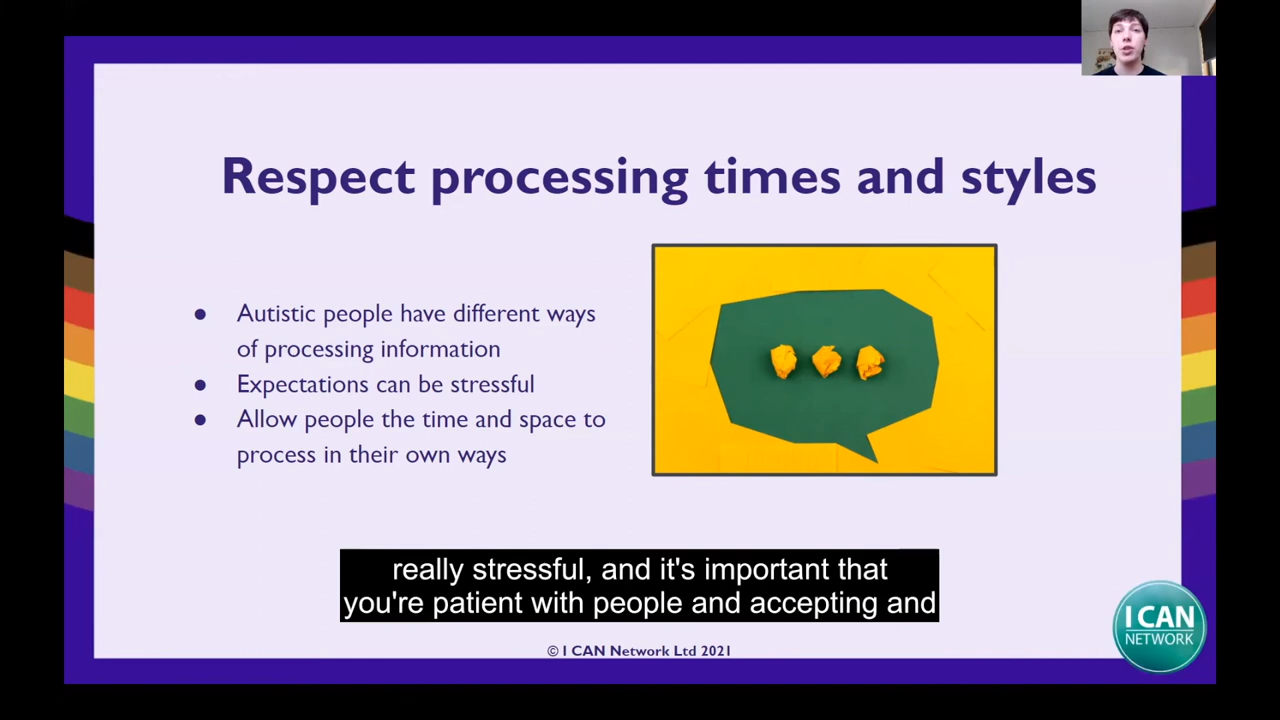 Respect processing times and styles
● Autistic people have different ways
of processing information
● Expectations can be stressful
● Allow people the time and space to
process in their own ways
really stressful, and it's important that
you're patient with people and accepting and
© I CAN Network Ltd 2021
I CAN
NETWORK